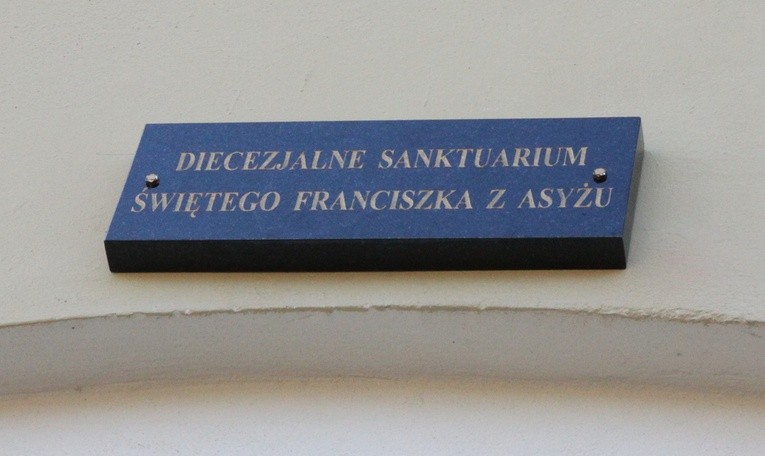 DIECEZJALNE SANKTUARIUM
ŚWIĘTEGO FRANCISZKA Z ASYŻU